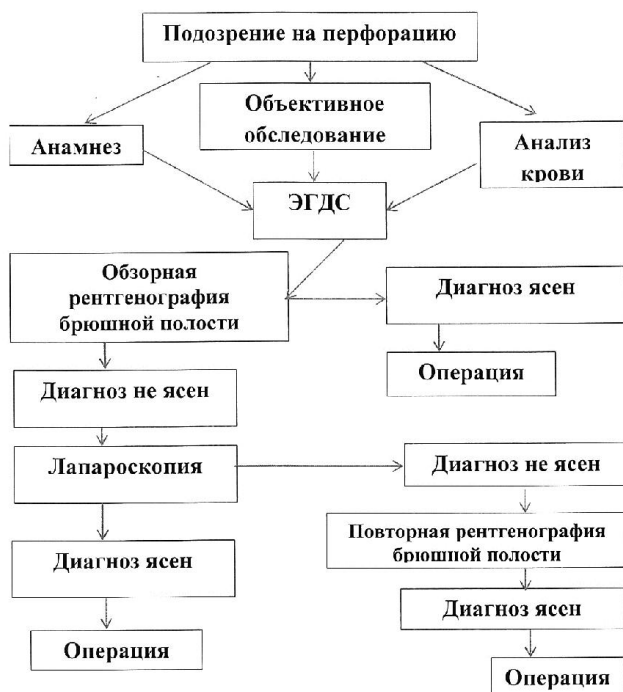 Подозрение на перфорацию
Объективное
обследование
Анамнез
Анализ
крови
ЭГДС
Обзорная
рентгенография
брюшной полости
Диагноз ясен
Операция
Диагноз не ясен
Лапароскопия
Диагноз не ясен
Повторная рентгенография
брюшной полости
Диагноз ясен
Диагноз ясен
Операция
Операция